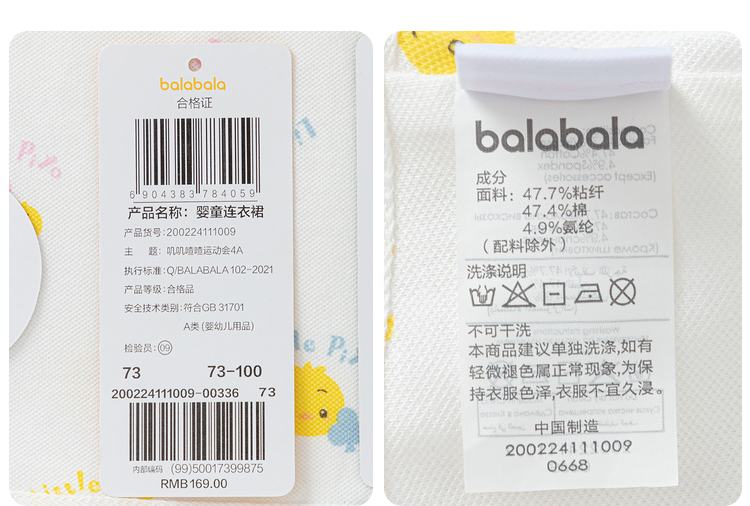 balabala
合格证
6904383784059
产品名称：婴童连衣裙
产品货号：200224111009
主　题：叽叽喳喳运动会4A
执行标准：Q/BALABALA 102-2021
产品等级：合格品
安全技术类别：符合GB 31701
A类（婴幼儿用品）
检验员：09
73 73-100
200224111009-00336 73
内部编码 (99)50017399875
RMB169.00
balabala
成分
面料：47.7%粘纤
47.4%棉
4.9%氨纶
（配料除外）
洗涤说明
不可干洗
本商品建议单独洗涤，如有
轻微褪色属正常现象，为保
持衣服色泽，衣服不宜久浸。
中国制造
200224111009
0668